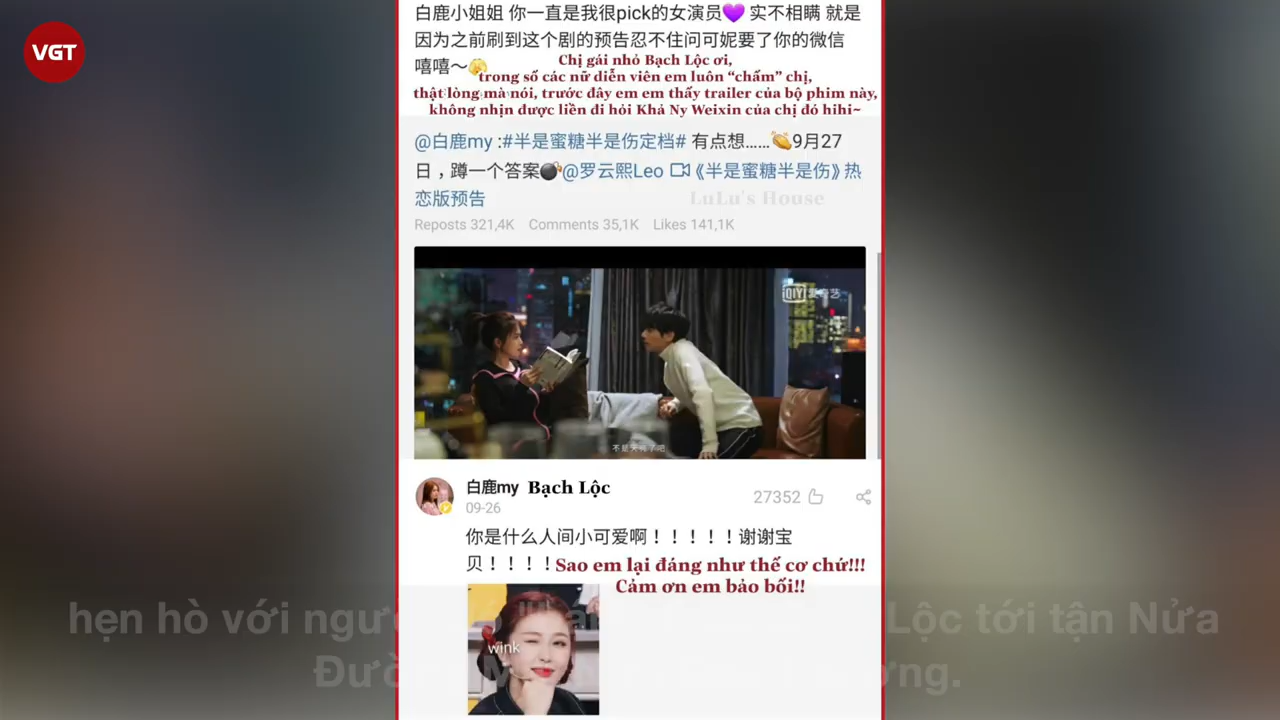 VGT
白鹿小姐姐 你一直是我很pick的女演员💜 实不相瞒 就是
因为之前刷到这个剧的预告忍不住问可妮要了你的微信
嘻嘻～
Chị gái nhỏ Bạch Lộc ơi,
trong số các nữ diễn viên em luôn “chấm” chị,
thật lòng mà nói, trước đây em em thấy trailer của bộ phim này,
không nhịn được liền đi hỏi Khả Ny Weixin của chị đó hihi~
@白鹿my :#半是蜜糖半是伤定档# 有点想......👏9月27
日，蹲一个答案💣@罗云熙Leo 《半是蜜糖半是伤》热
恋版预告
LuLu's House
Reposts 321,4K Comments 35,1K Likes 141,1K
iQIYI 爱奇艺
白鹿my Bạch Lộc
09-26
27352
你是什么人间小可爱啊！！！！！谢谢宝
贝！！！！
Sao em lại đáng như thế cơ chứ!!!
Cảm ơn em bảo bối!!
wink
hẹn hò với Lộc tới tận Nửa